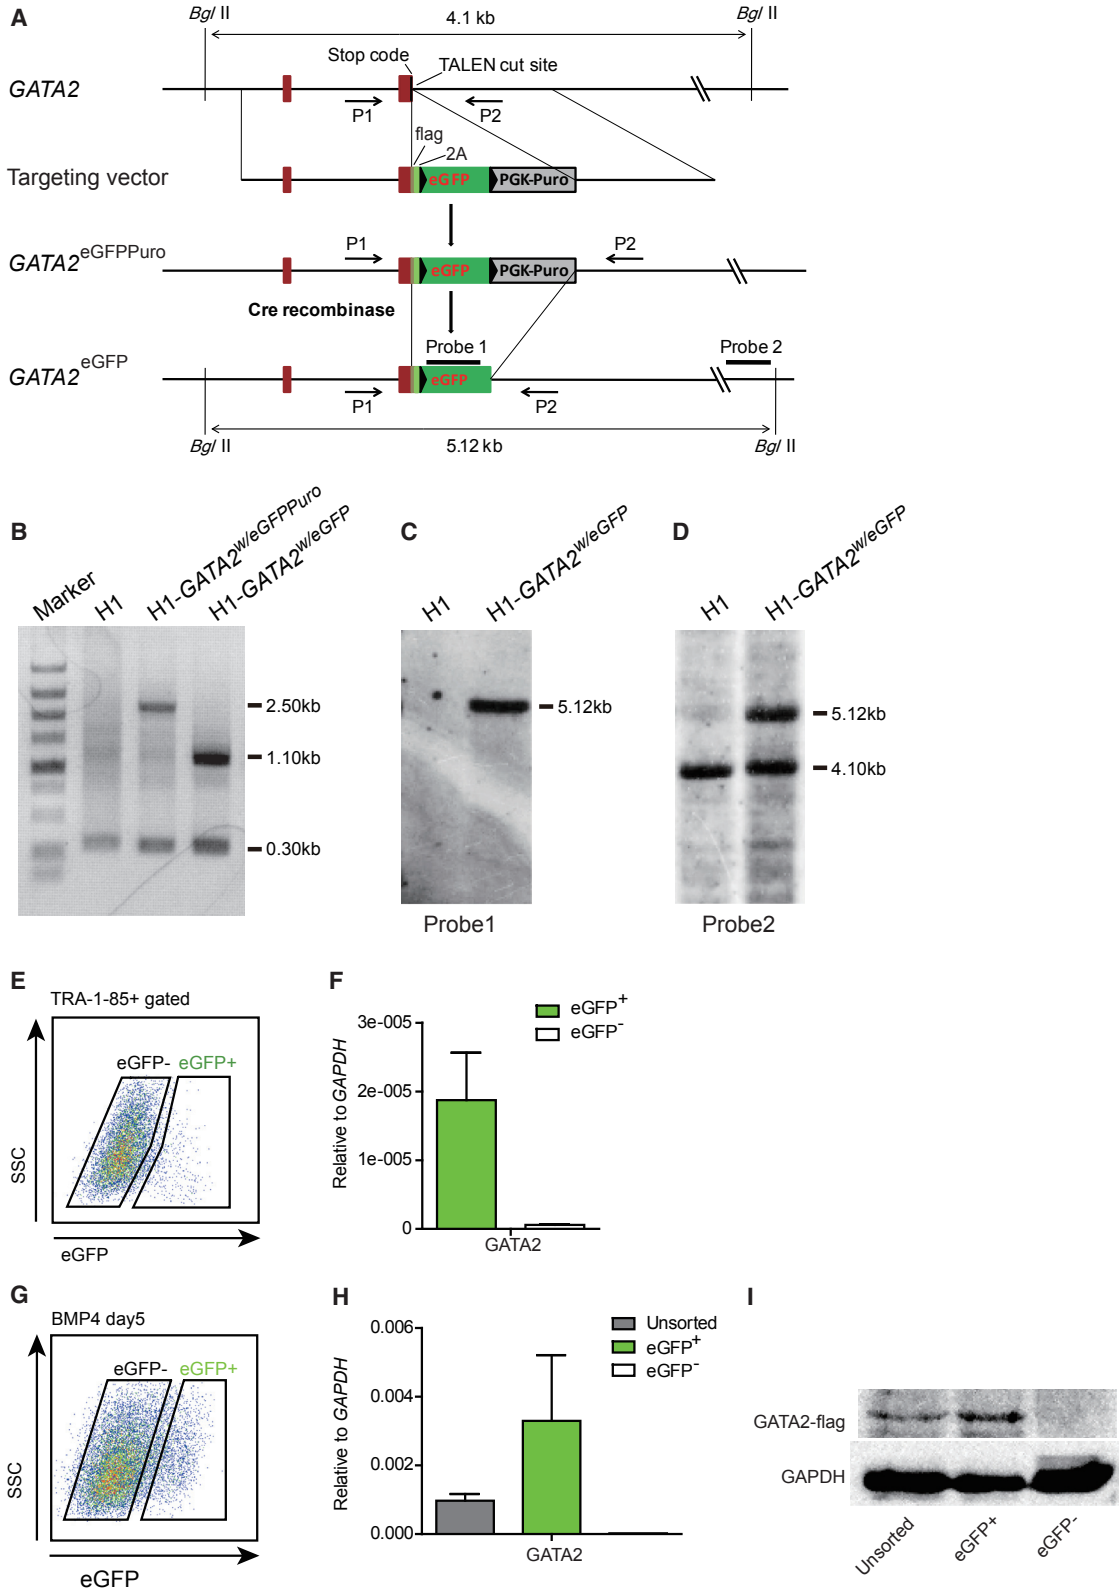 A
Bgl II
4.1 kb
Bgl II
Stop code
TALEN cut site
GATA2
P1
P2
flag
2A
Targeting vector
eGFP
PGK-Puro
P1
P2
GATA2eGFPPuro
eGFP
PGK-Puro
Cre recombinase
Probe 1
Probe 2
GATA2eGFP
eGFP
P1
P2
Bgl II
5.12 kb
Bgl II
B
Marker
H1
H1-GATA2w/eGFPPuro
H1-GATA2w/eGFP
2.50kb
1.10kb
0.30kb
C
H1
H1-GATA2w/eGFP
5.12kb
Probe1
D
H1
H1-GATA2w/eGFP
5.12kb
4.10kb
Probe2
E
TRA-1-85+ gated
eGFP-
eGFP+
SSC
eGFP
F
eGFP+
eGFP-
3e-005
2e-005
1e-005
0
Relative to GAPDH
GATA2
G
BMP4 day5
eGFP-
eGFP+
SSC
eGFP
H
Unsorted
eGFP+
eGFP-
0.006
0.004
0.002
0.000
Relative to GAPDH
GATA2
I
GATA2-flag
GAPDH
Unsorted
eGFP+
eGFP-